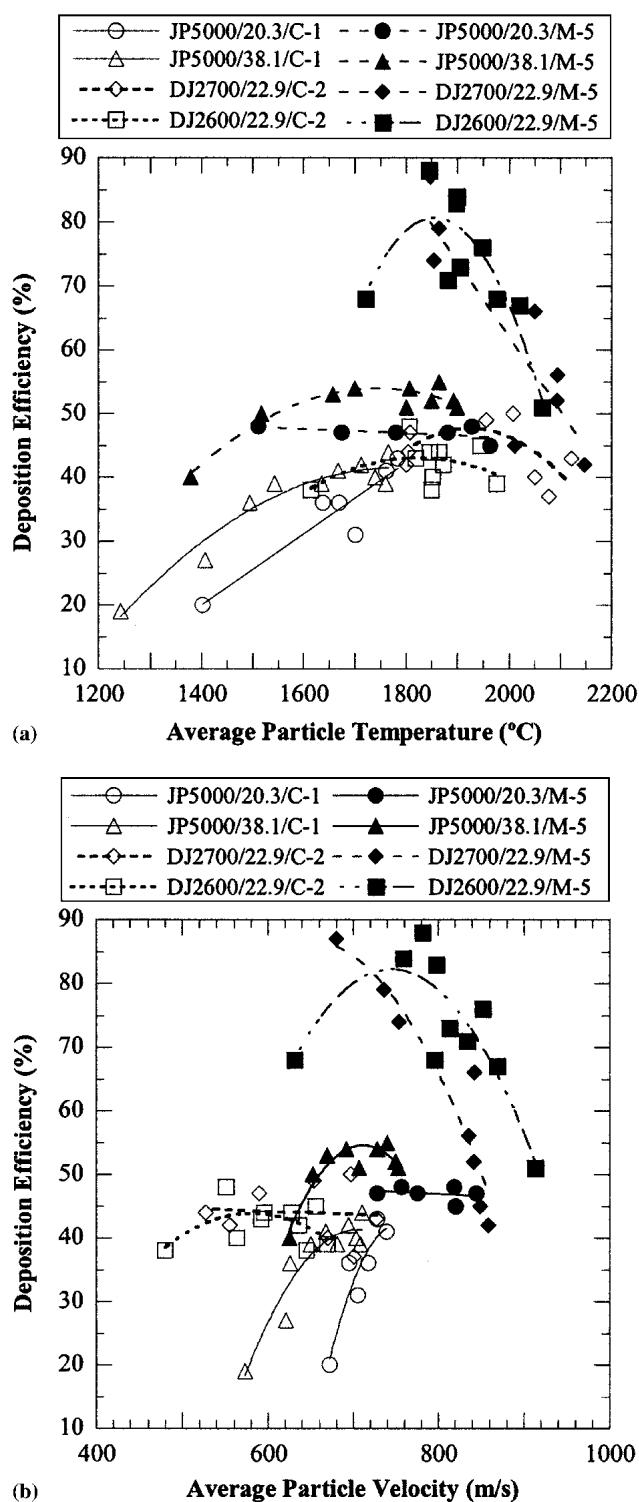 JP5000/20.3/C-1 JP5000/20.3/M-5
JP5000/38.1/C-1 JP5000/38.1/M-5
DJ2700/22.9/C-2 DJ2700/22.9/M-5
DJ2600/22.9/C-2 DJ2600/22.9/M-5
90
80
70
60
50
40
30
20
10
Deposition Efficiency (%)
1200 1400 1600 1800 2000 2200
(a) Average Particle Temperature (ºC)
JP5000/20.3/C-1 JP5000/20.3/M-5
JP5000/38.1/C-1 JP5000/38.1/M-5
DJ2700/22.9/C-2 DJ2700/22.9/M-5
DJ2600/22.9/C-2 DJ2600/22.9/M-5
90
80
70
60
50
40
30
20
10
Deposition Efficiency (%)
400 600 800 1000
(b) Average Particle Velocity (m/s)